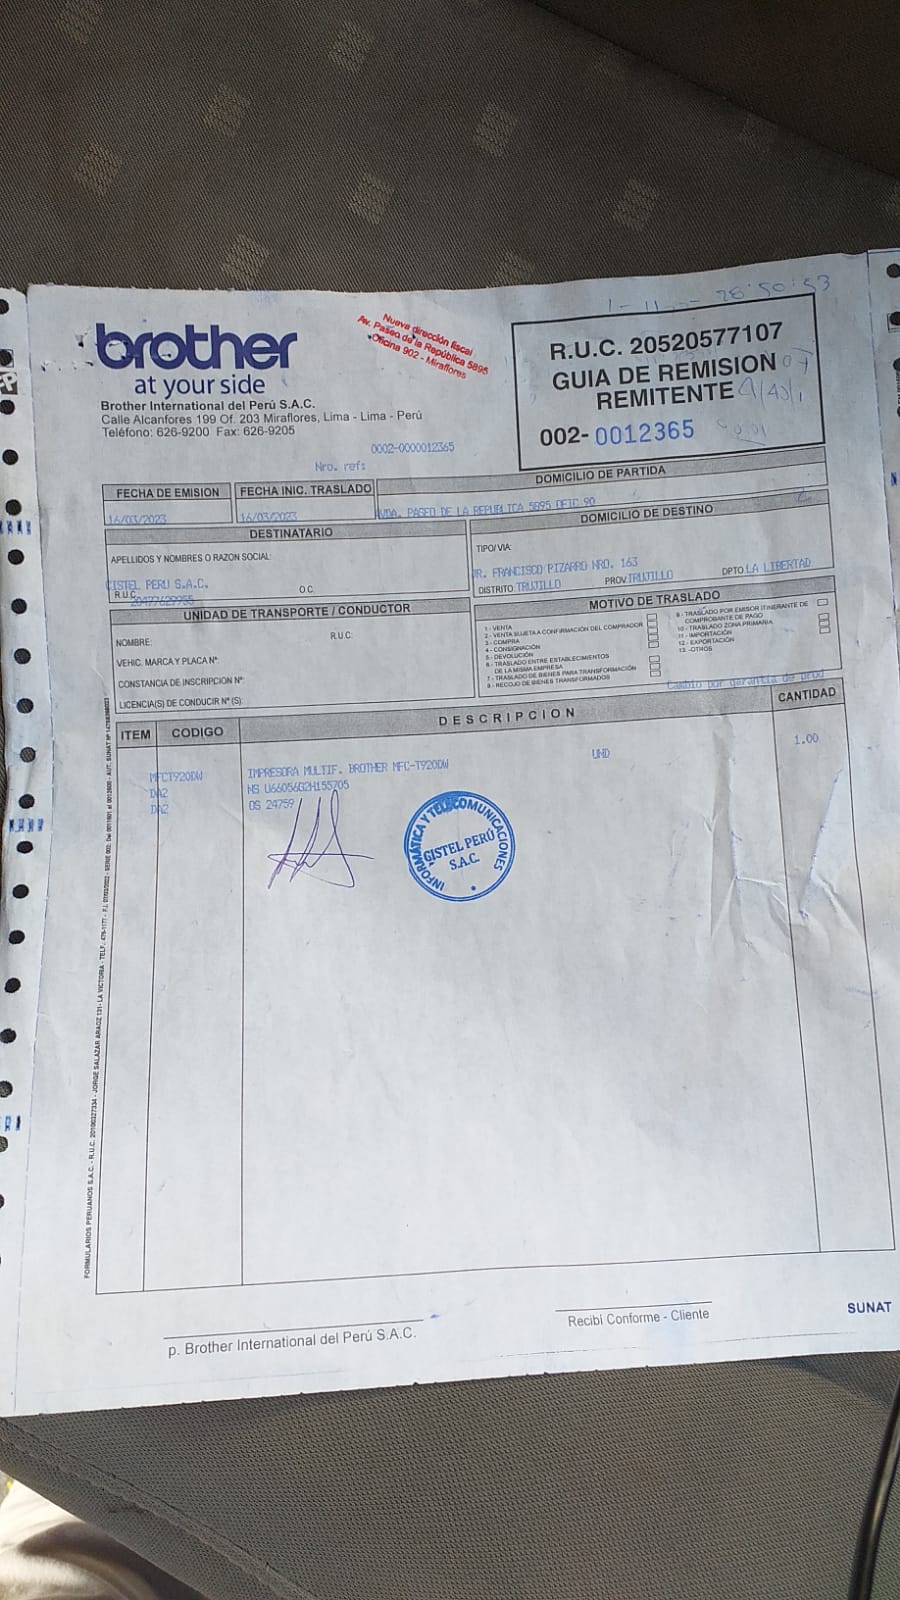 brother
at your side
Brother International del Perú S.A.C.
Calle Alcanfores 199 Of. 203 Miraflores, Lima - Lima - Perú
Teléfono: 626-9200 Fax: 626-9205
Nueva dirección fiscal
Av. Paseo de la República 5895
Oficina 902 - Miraflores
R.U.C. 20520577107
GUIA DE REMISION
REMITENTE
002- 0012365
0002-0000012365
Nro. refs
FECHA DE EMISION
16/03/2023
FECHA INIC. TRASLADO
16/03/2023
DOMICILIO DE PARTIDA
AVDA. PASEO DE LA REPUBLICA 5895 OFIC 90
DESTINATARIO
APELLIDOS Y NOMBRES O RAZON SOCIAL:
GISTEL PERU S.A.C.
R.U.C. 20477629955
O.C.
DOMICILIO DE DESTINO
TIPO/VIA:
JR. FRANCISCO PIZARRO NRO. 163
DISTRITO TRUJILLO PROV TRUJILLO DPTO LA LIBERTAD
UNIDAD DE TRANSPORTE / CONDUCTOR
NOMBRE: R.U.C.
VEHIC. MARCA Y PLACA N°:
CONSTANCIA DE INSCRIPCION N°:
LICENCIA(S) DE CONDUCIR N° (S):
MOTIVO DE TRASLADO
1 - VENTA
2 - VENTA SUJETA A CONFIRMACIÓN DEL COMPRADOR
3 - COMPRA
4 - CONSIGNACIÓN
5 - DEVOLUCIÓN
6 - TRASLADO ENTRE ESTABLECIMIENTOS
DE LA MISMA EMPRESA
7 - TRASLADO DE BIENES PARA TRANSFORMACIÓN
8 - RECOJO DE BIENES TRANSFORMADOS
9 - TRASLADO POR EMISOR ITINERANTE DE
COMPROBANTE DE PAGO
10 - TRASLADO ZONA PRIMARIA
11 - IMPORTACIÓN
12 - EXPORTACIÓN
13 - OTROS
Cambio por garantia de prod
ITEM CODIGO DESCRIPCION CANTIDAD
MFCT920DW IMPRESORA MULTIF. BROTHER MFC-T920DW UND 1.00
DA2 NS U66056G2H155705
DA2 OS 24759
INFORMÁTICA Y TELECOMUNICACIONES
GISTEL PERÚ
S.A.C.
p. Brother International del Perú S.A.C.
Recibí Conforme - Cliente
SUNAT